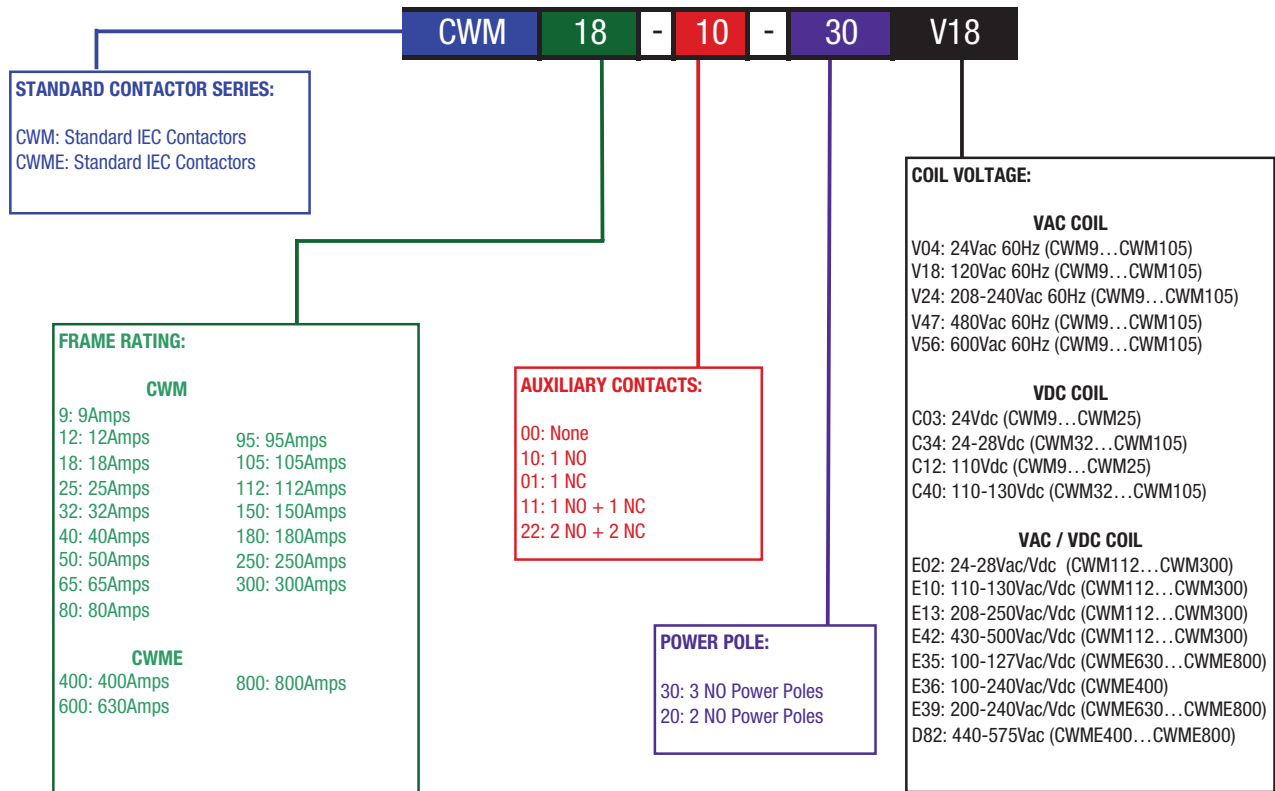 CWM 18 - 10 - 30 V18
STANDARD CONTACTOR SERIES:
CWM: Standard IEC Contactors
CWME: Standard IEC Contactors
FRAME RATING:
CWM
9: 9Amps
12: 12Amps
18: 18Amps
25: 25Amps
32: 32Amps
40: 40Amps
50: 50Amps
65: 65Amps
80: 80Amps
95: 95Amps
105: 105Amps
112: 112Amps
150: 150Amps
180: 180Amps
250: 250Amps
300: 300Amps
CWME
400: 400Amps
600: 630Amps
800: 800Amps
AUXILIARY CONTACTS:
00: None
10: 1 NO
01: 1 NC
11: 1 NO + 1 NC
22: 2 NO + 2 NC
POWER POLE:
30: 3 NO Power Poles
20: 2 NO Power Poles
COIL VOLTAGE:
VAC COIL
V04: 24Vac 60Hz (CWM9...CWM105)
V18: 120Vac 60Hz (CWM9...CWM105)
V24: 208-240Vac 60Hz (CWM9...CWM105)
V47: 480Vac 60Hz (CWM9...CWM105)
V56: 600Vac 60Hz (CWM9...CWM105)
VDC COIL
C03: 24Vdc (CWM9...CWM25)
C34: 24-28Vdc (CWM32...CWM105)
C12: 110Vdc (CWM9...CWM25)
C40: 110-130Vdc (CWM32...CWM105)
VAC / VDC COIL
E02: 24-28Vac/Vdc (CWM112...CWM300)
E10: 110-130Vac/Vdc (CWM112...CWM300)
E13: 208-250Vac/Vdc (CWM112...CWM300)
E42: 430-500Vac/Vdc (CWM112...CWM300)
E35: 100-127Vac/Vdc (CWME630...CWME800)
E36: 100-240Vac/Vdc (CWME400)
E39: 200-240Vac/Vdc (CWME630...CWME800)
D82: 440-575Vac (CWME400...CWME800)